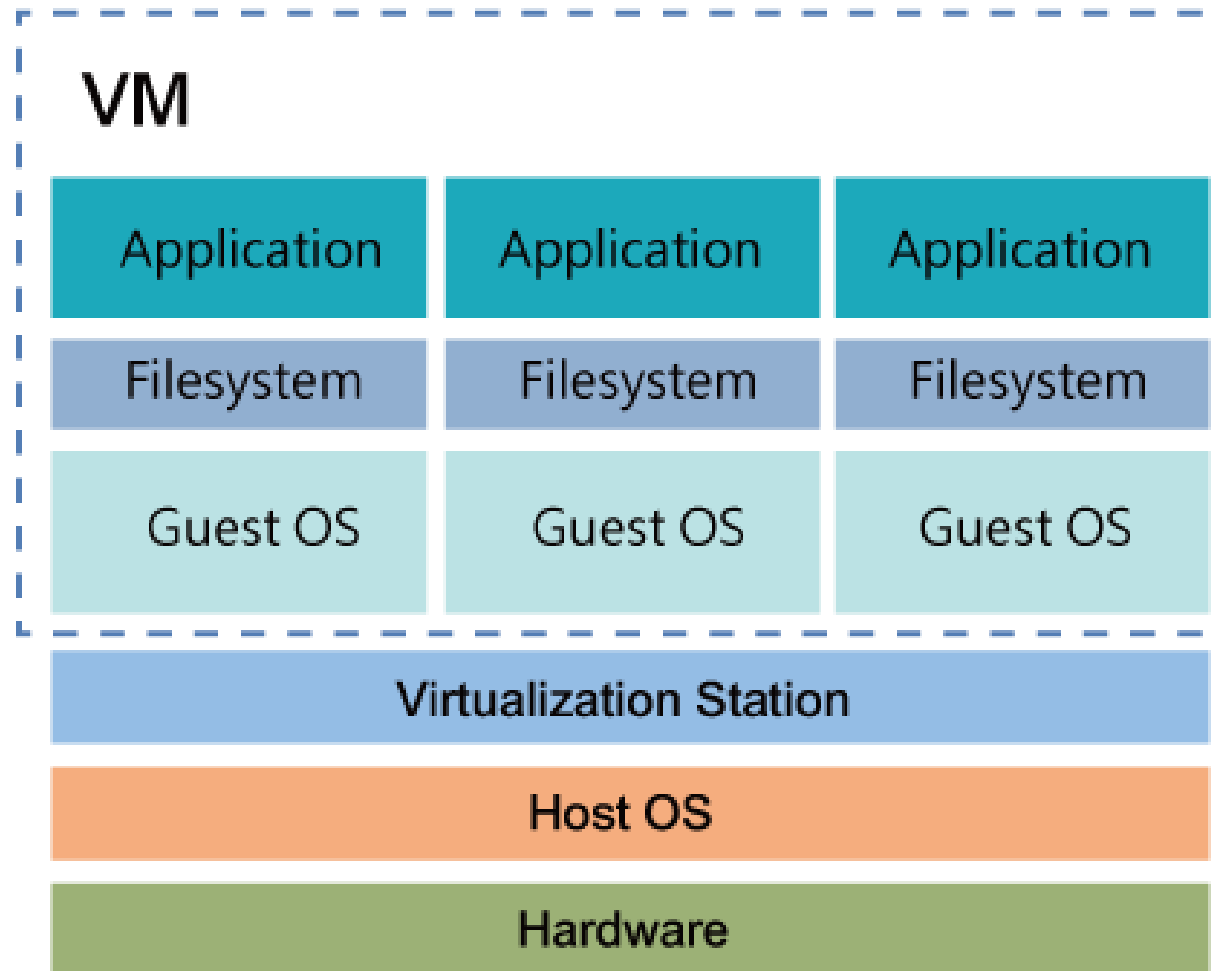 VM
Application Application Application
Filesystem Filesystem Filesystem
Guest OS Guest OS Guest OS
Virtualization Station
Host OS
Hardware